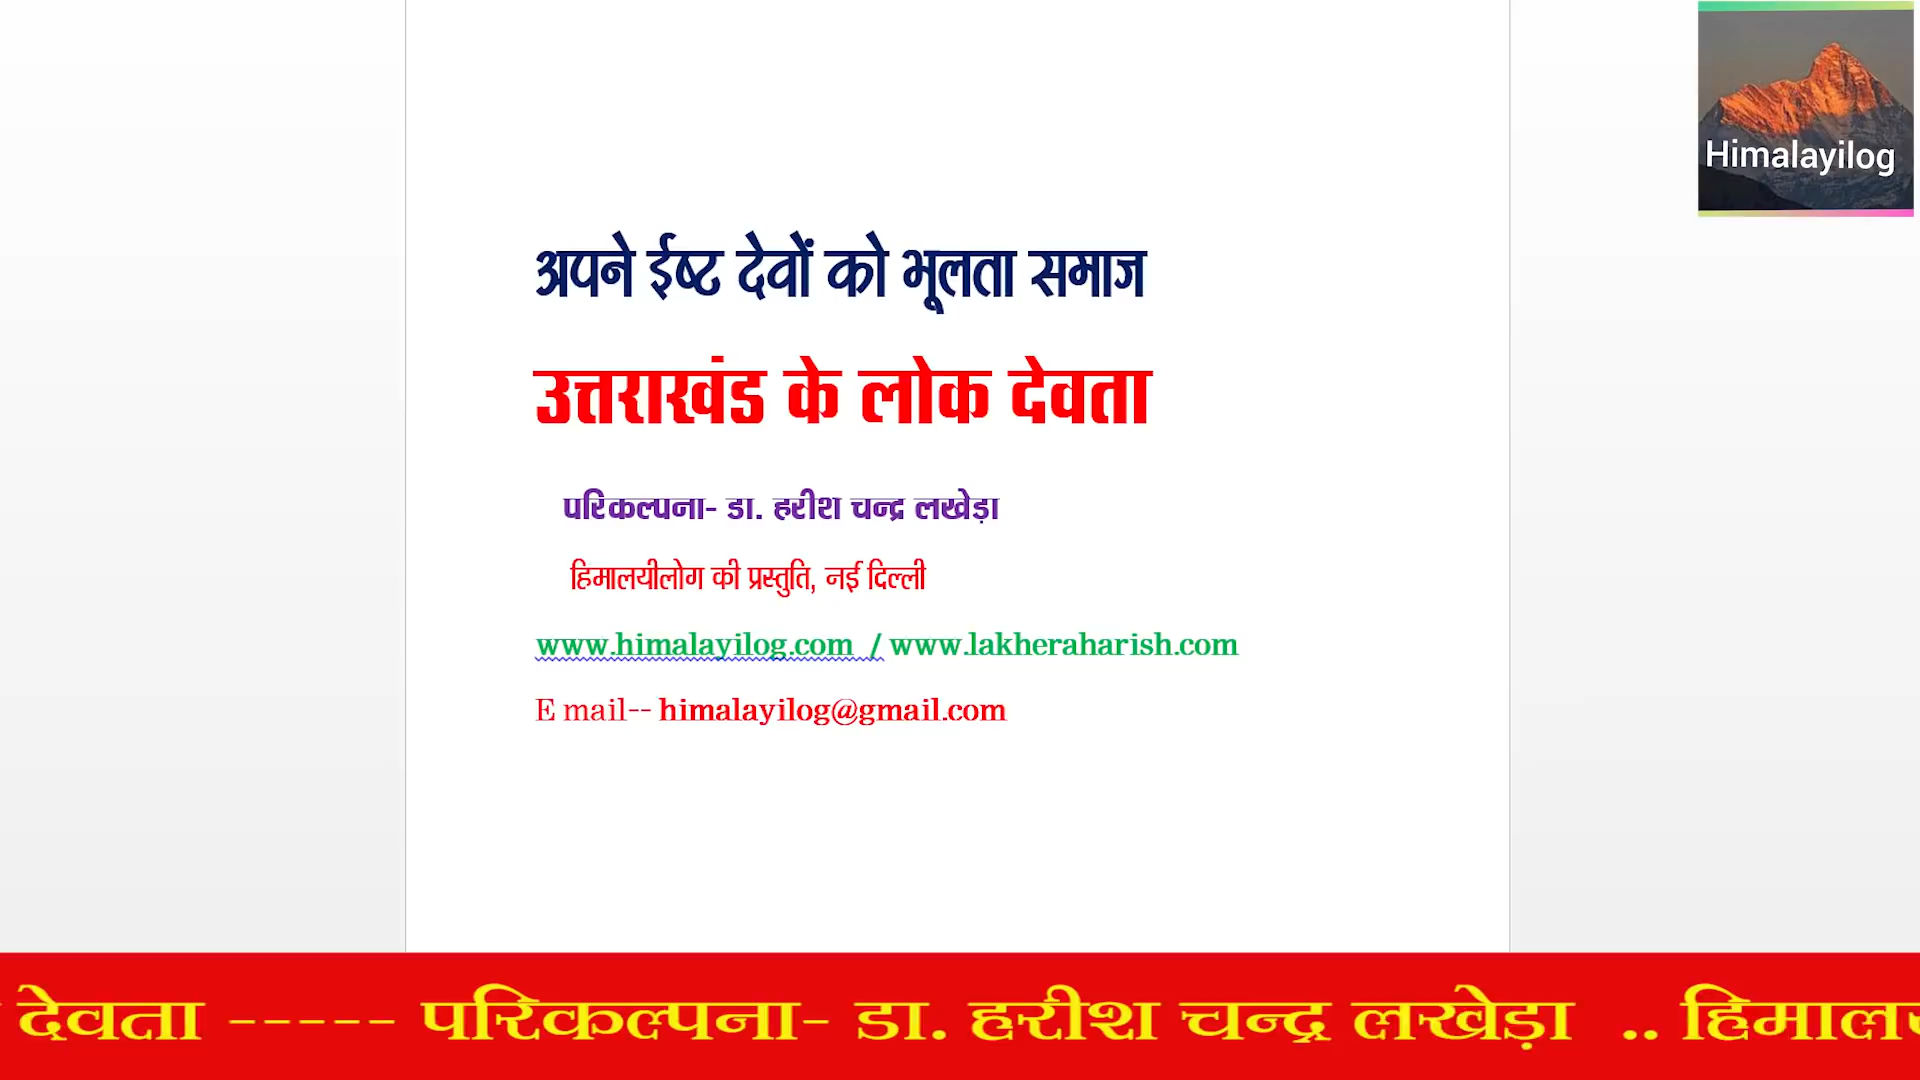 Himalayilog
अपने ईष्ट देवों को भूलता समाज
उत्तराखंड के लोक देवता
परिकल्पना- डा. हरीश चन्द्र लखेड़ा
हिमालयीलोग की प्रस्तुति, नई दिल्ली
www.himalayilog.com / www.lakheraharish.com
E mail-- himalayilog@gmail.com
देवता ----- परिकल्पना- डा. हरीश चन्द्र लखेड़ा ..